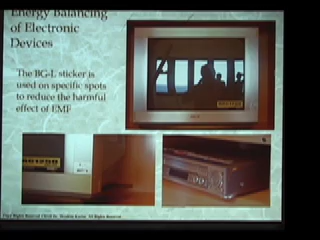 Energy Balancing
of Electronic
Devices
The BG-L sticker is
used on specific spots
to reduce the harmful
effect of EMF